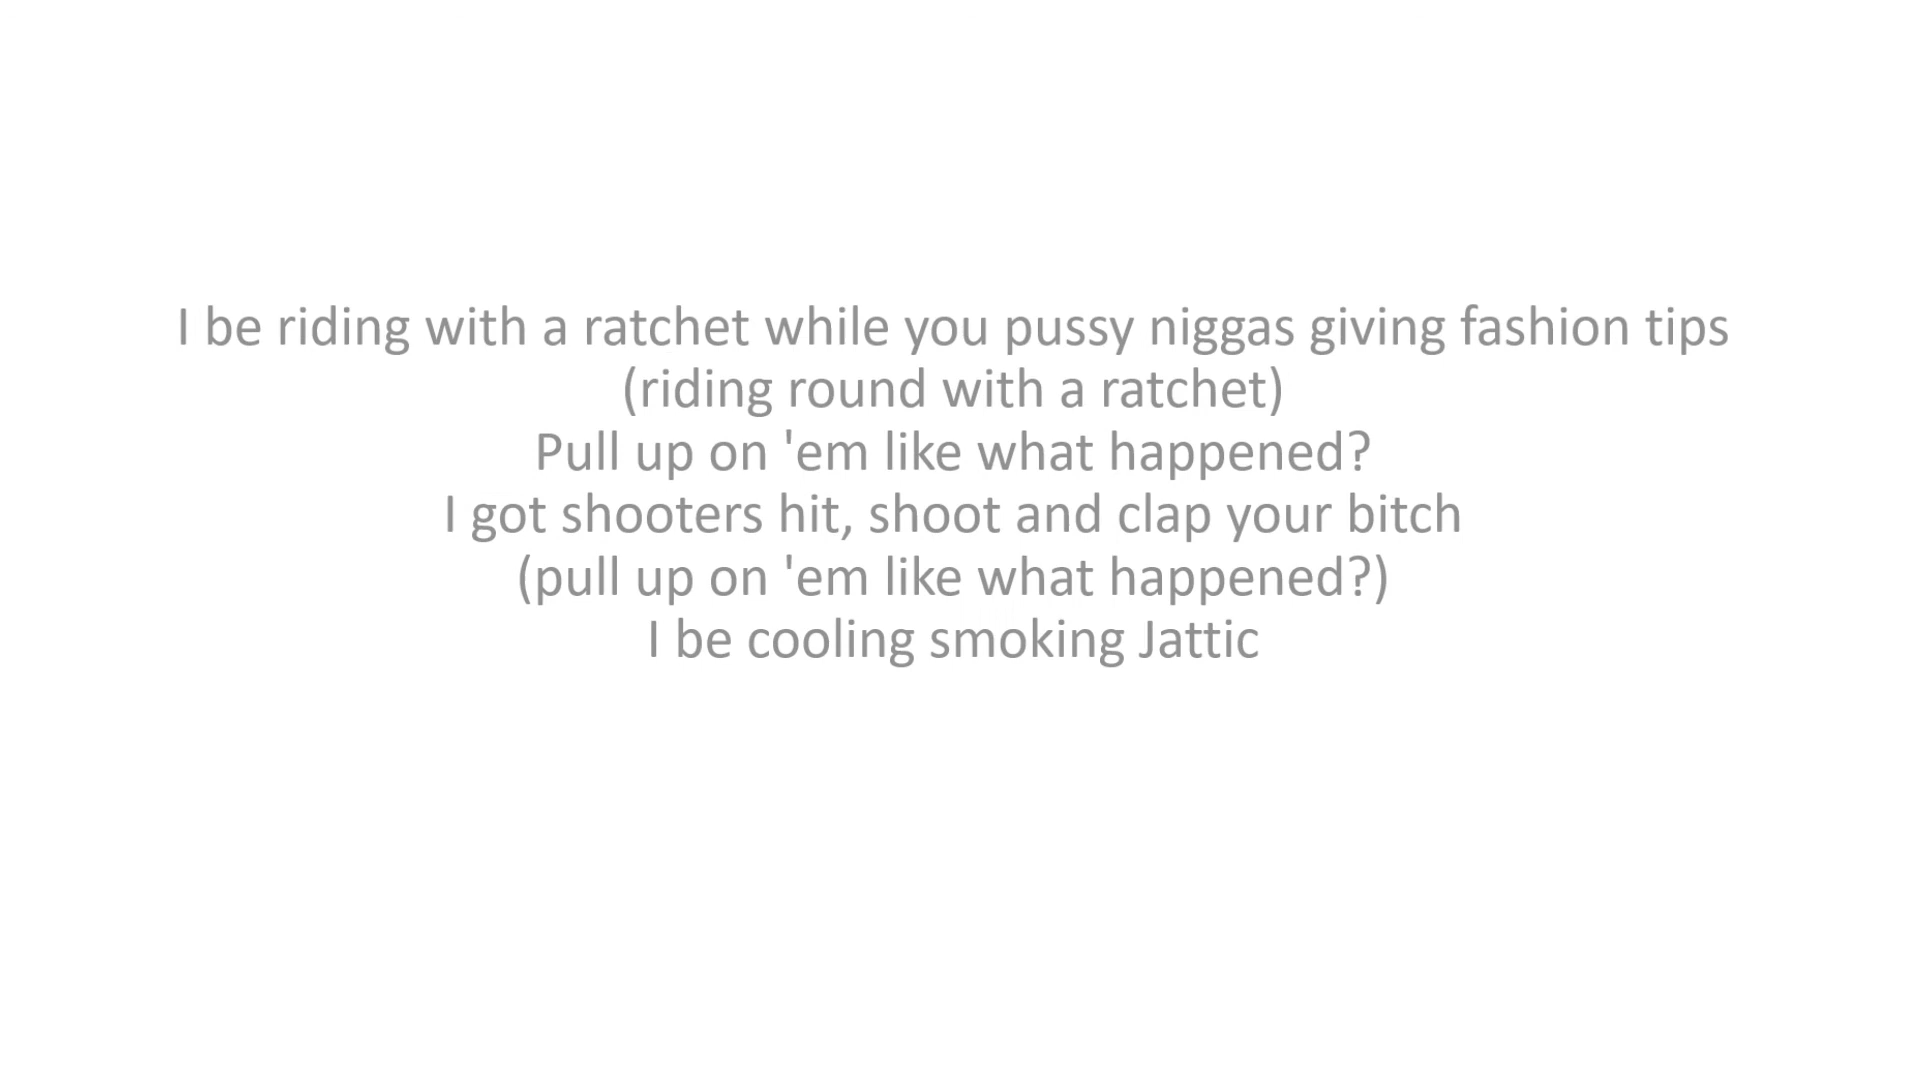 I be riding with a ratchet while you pussy niggas giving fashion tips
(riding round with a ratchet)
Pull up on 'em like what happened?
I got shooters hit, shoot and clap your bitch
(pull up on 'em like what happened?)
I be cooling smoking Jattic